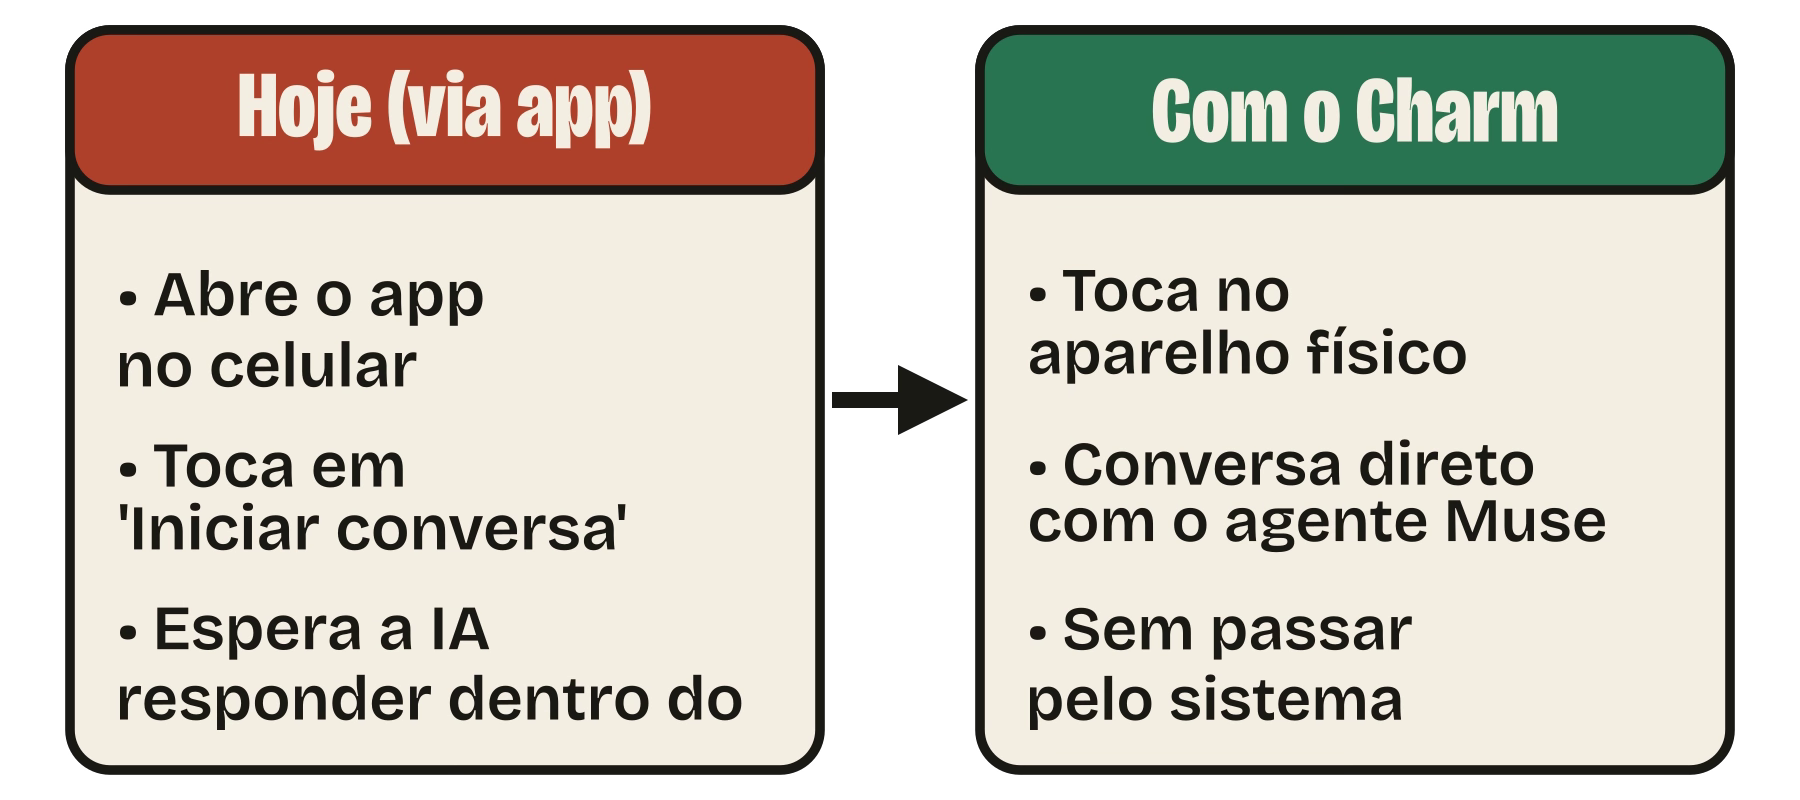 Hoje (via app)
• Abre o app
no celular
• Toca em
'Iniciar conversa'
• Espera a IA
responder dentro do
Com o Charm
• Toca no
aparelho físico
• Conversa direto
com o agente Muse
• Sem passar
pelo sistema